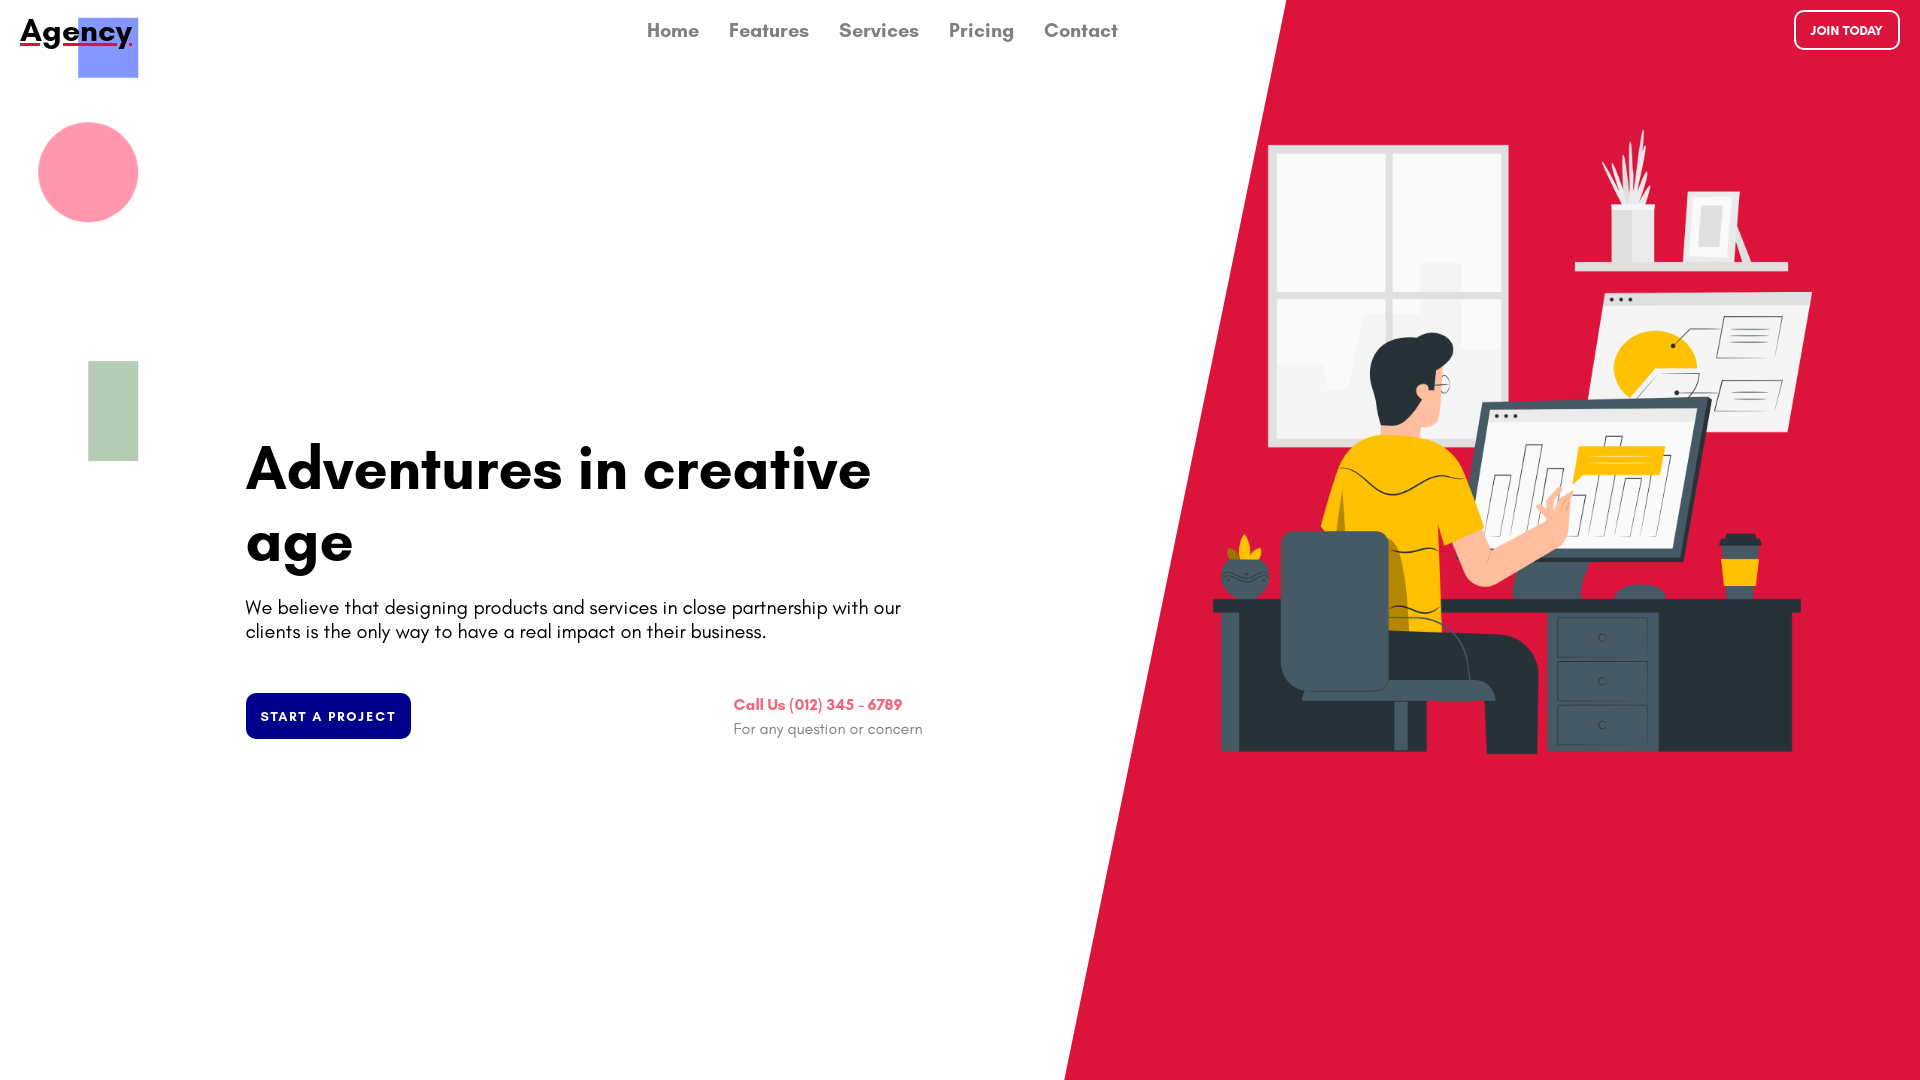 Agency
Home
Features
Services
Pricing
Contact
JOIN TODAY
Adventures in creative
age
We believe that designing products and services in close partnership with our
clients is the only way to have a real impact on their business.
START A PROJECT
Call Us (012) 345 - 6789
For any question or concern